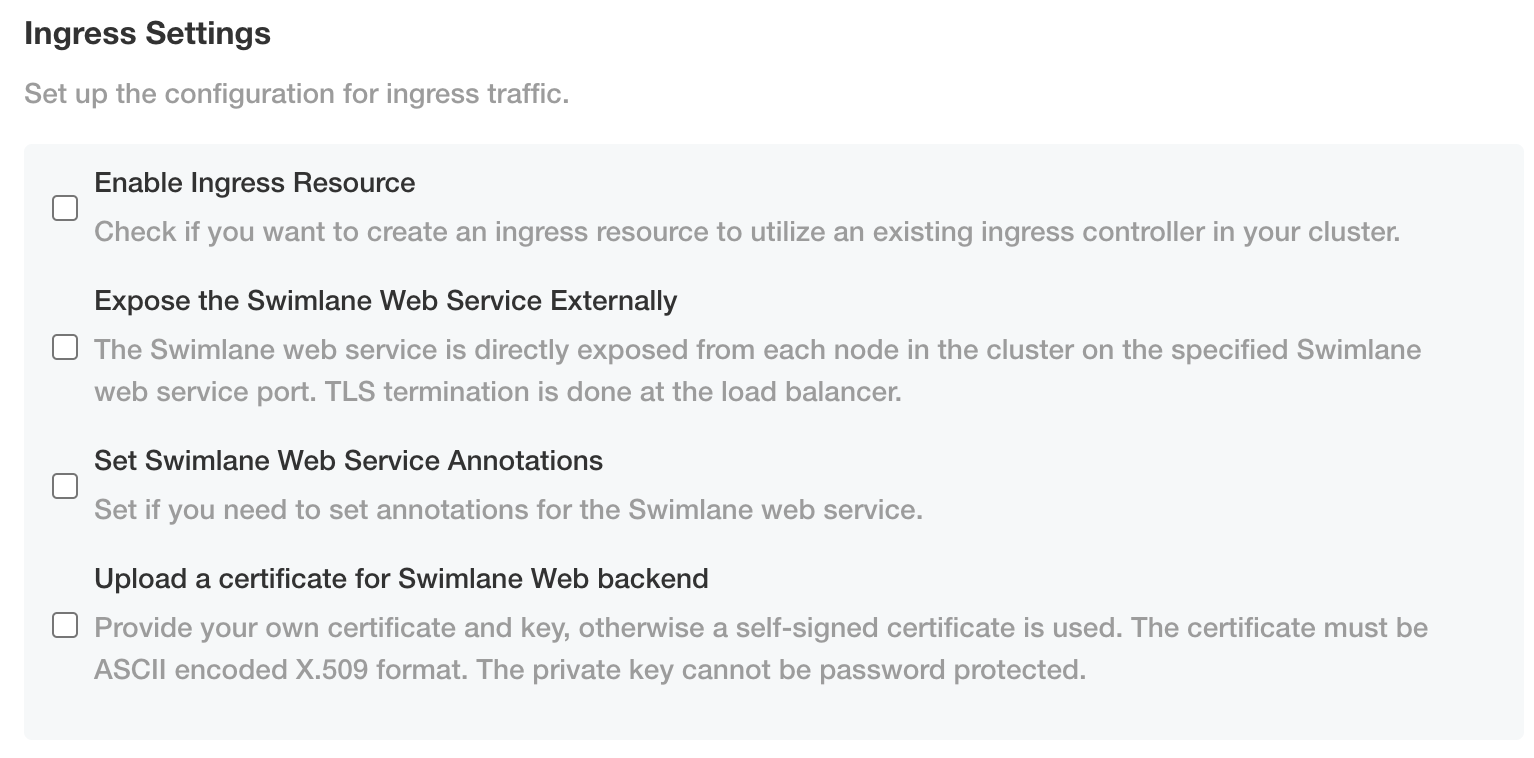 Ingress Settings
Set up the configuration for ingress traffic.
Enable Ingress Resource
Check if you want to create an ingress resource to utilize an existing ingress controller in your cluster.
Expose the Swimlane Web Service Externally
The Swimlane web service is directly exposed from each node in the cluster on the specified Swimlane
web service port. TLS termination is done at the load balancer.
Set Swimlane Web Service Annotations
Set if you need to set annotations for the Swimlane web service.
Upload a certificate for Swimlane Web backend
Provide your own certificate and key, otherwise a self-signed certificate is used. The certificate must be
ASCII encoded X.509 format. The private key cannot be password protected.